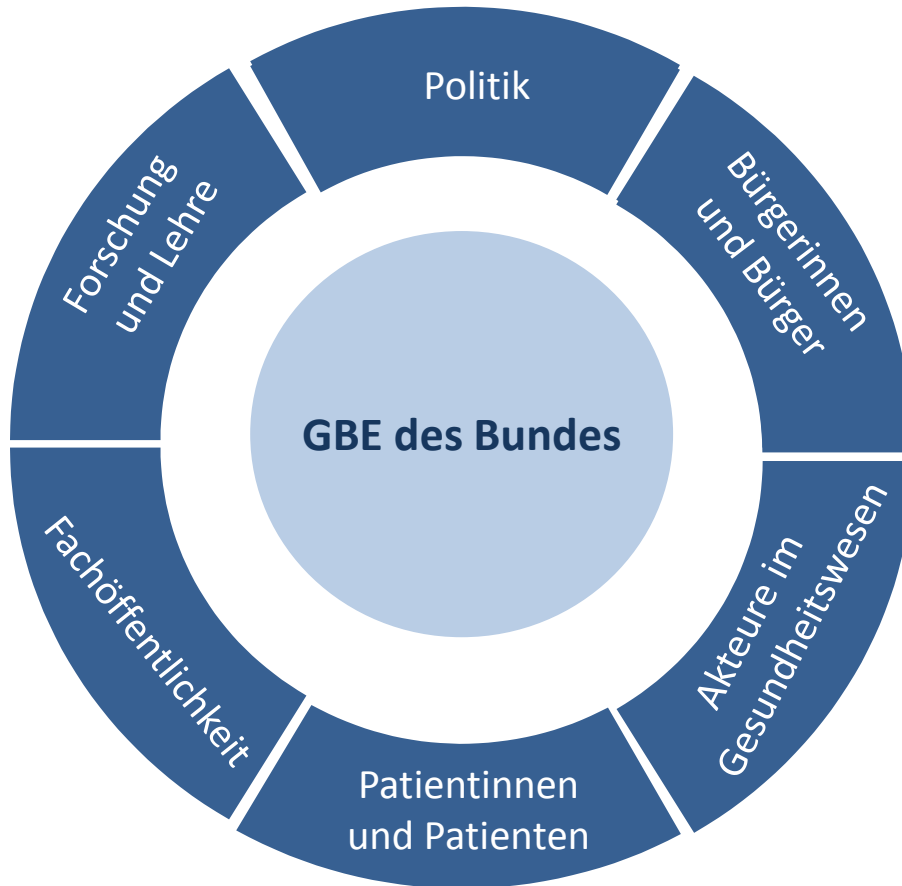 Politik
Bürgerinnen
und Bürger
Akteure im
Gesundheitswesen
Patientinnen
und Patienten
Fachöffentlichkeit
Forschung
und Lehre
GBE des Bundes